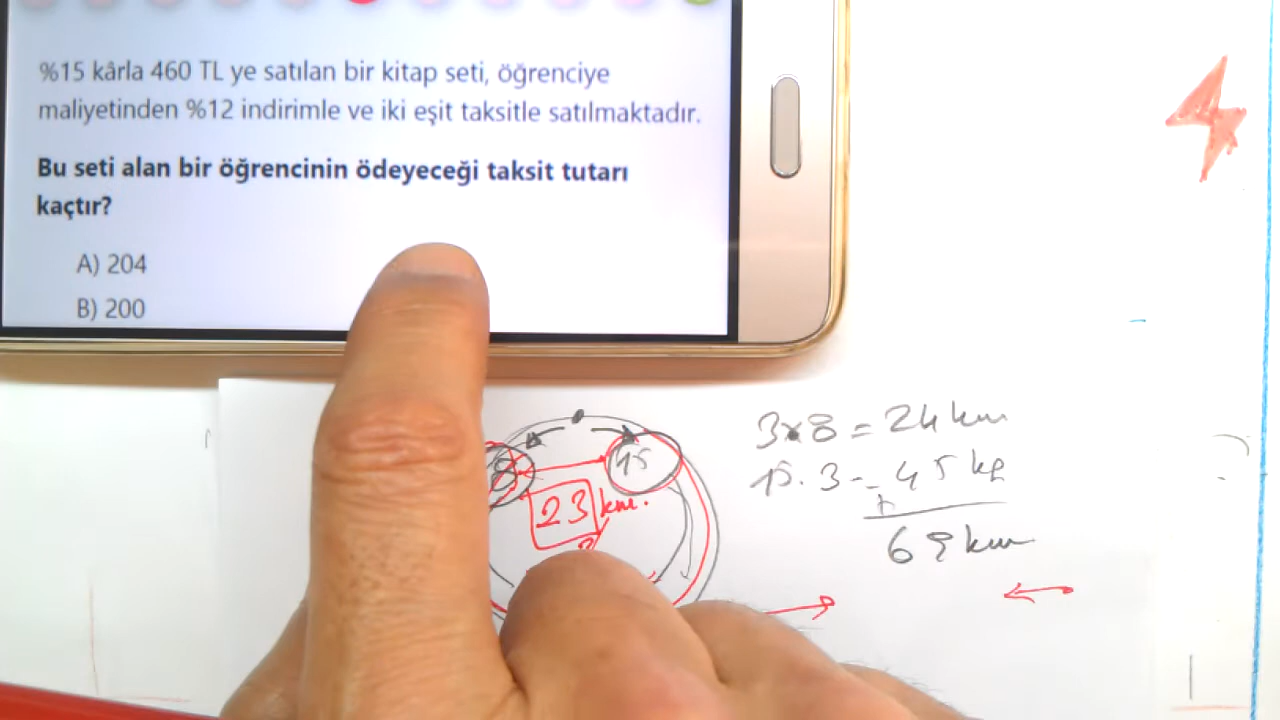 %15 kârla 460 TL ye satılan bir kitap seti, öğrenciye
maliyetinden %12 indirimle ve iki eşit taksitle satılmaktadır.
Bu seti alan bir öğrencinin ödeyeceği taksit tutarı
kaçtır?
A) 204
B) 200
8
15
23 km.
3x8 = 24 km
15.3 = 45 km
+
69 km